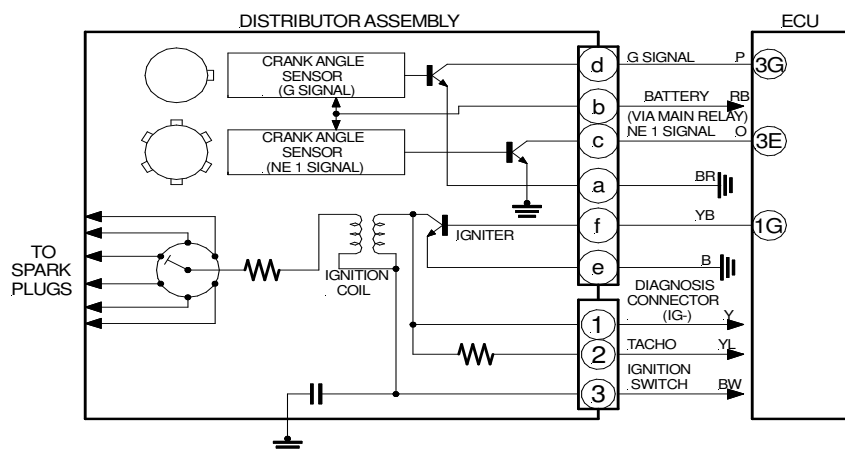 DISTRIBUTOR ASSEMBLY
ECU
CRANK ANGLE
SENSOR
(G SIGNAL)
d
G SIGNAL
P
3G
b
BATTERY
RB
(VIA MAIN RELAY)
CRANK ANGLE
SENSOR
(NE 1 SIGNAL)
c
NE 1 SIGNAL
O
3E
a
BR
TO
SPARK
PLUGS
IGNITION
COIL
IGNITER
f
YB
1G
e
B
DIAGNOSIS
CONNECTOR
(IG-)
1
Y
2
TACHO
YL
IGNITION
SWITCH
3
BW